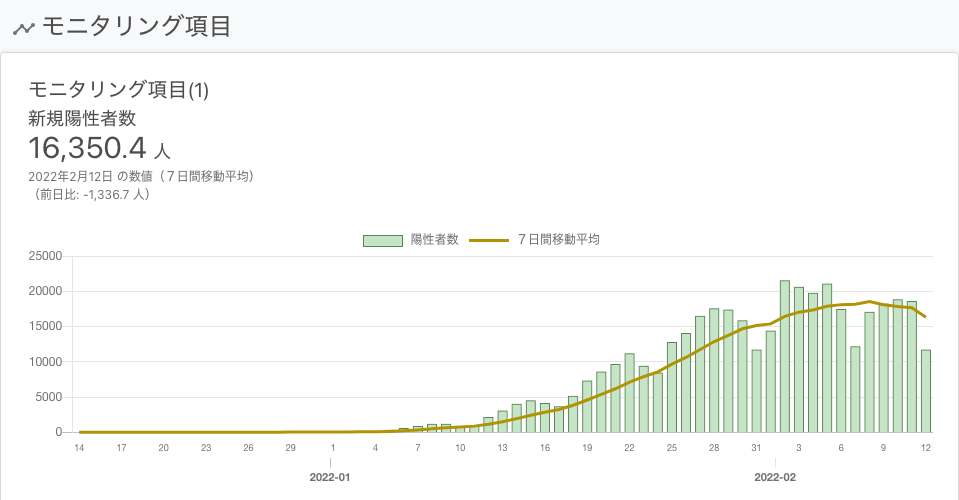 モニタリング項目
モニタリング項目(1)
新規陽性者数
16,350.4 人
2022年2月12日 の数値（７日間移動平均）
（前日比: -1,336.7 人）
陽性者数 ７日間移動平均
25000
20000
15000
10000
5000
0
14 17 20 23 26 29 1 4 7 10 13 16 19 22 25 28 31 3 6 9 12
2022-01 2022-02